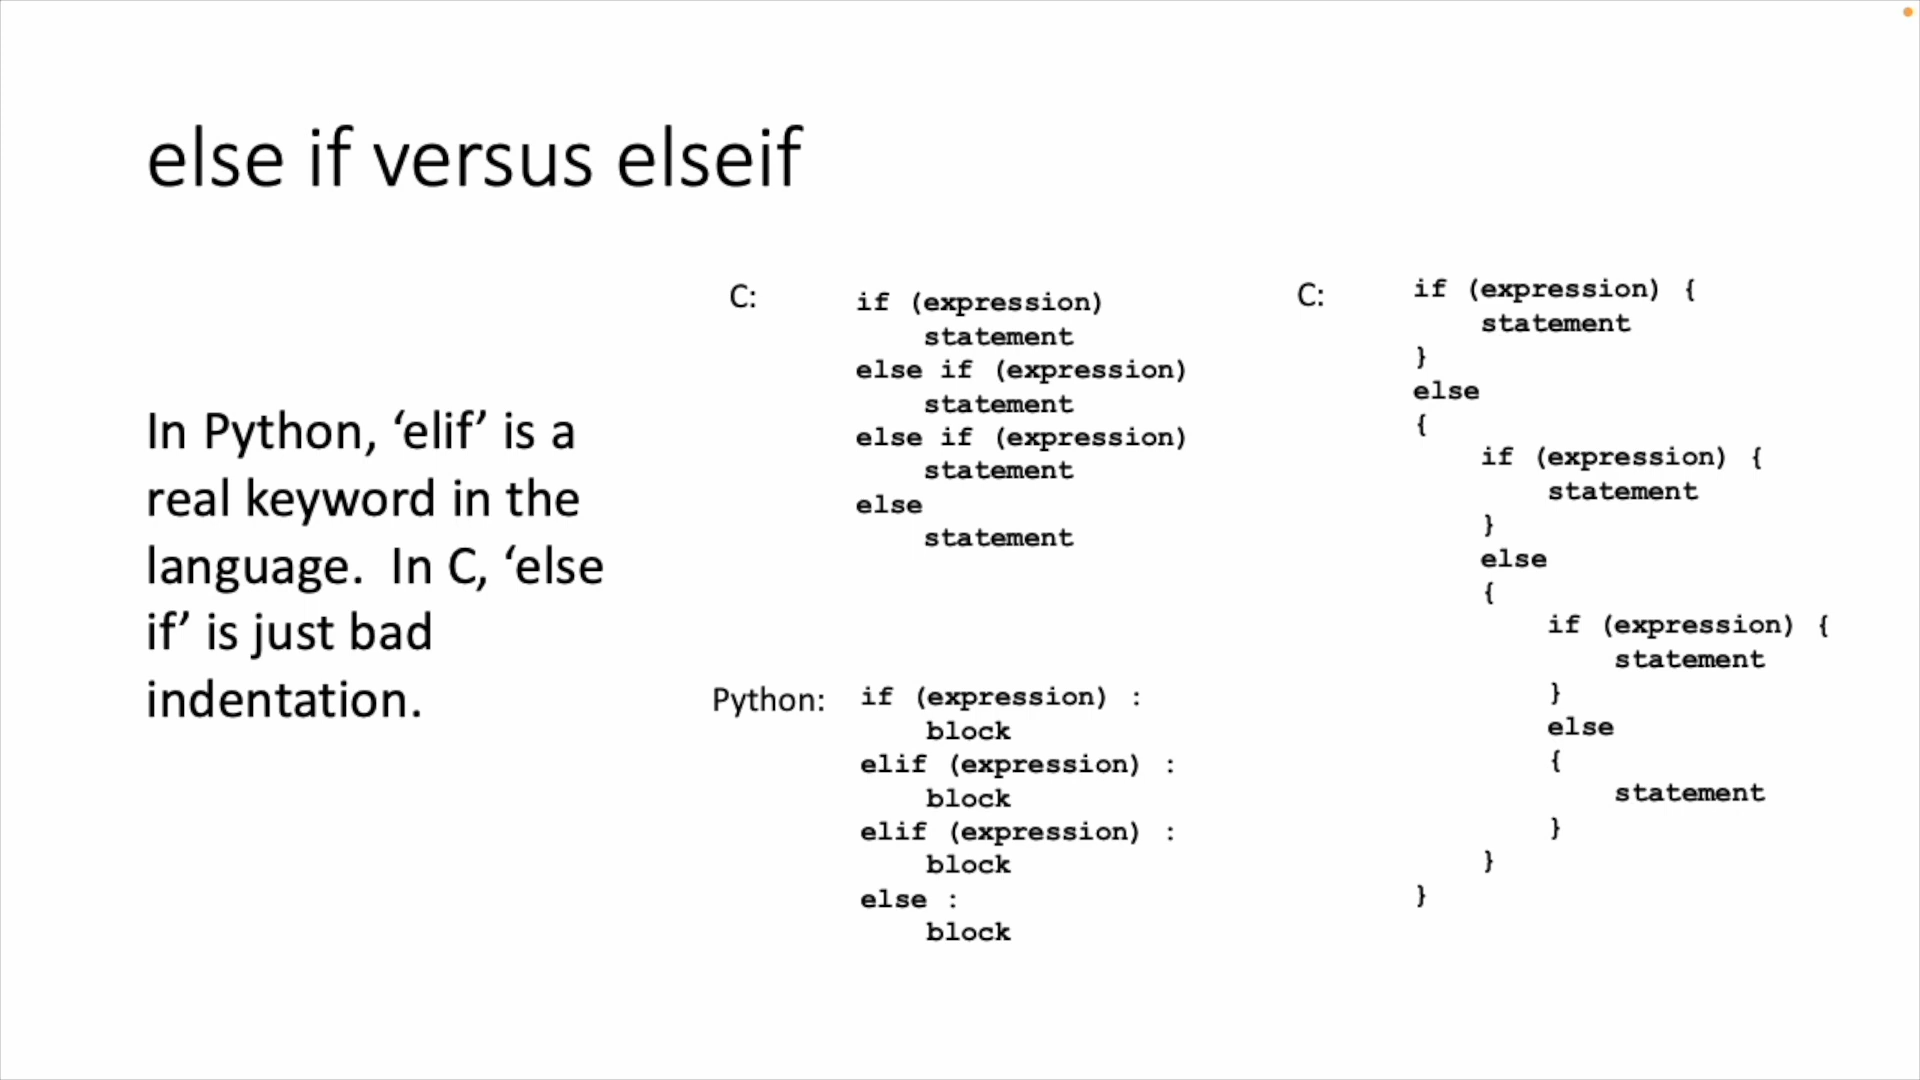 else if versus elseif
In Python, ‘elif’ is a
real keyword in the
language.  In C, ‘else
if’ is just bad
indentation.
C:
if (expression)
    statement
else if (expression)
    statement
else if (expression)
    statement
else
    statement
Python:
if (expression) :
    block
elif (expression) :
    block
elif (expression) :
    block
else :
    block
C:
if (expression) {
    statement
}
else
{
    if (expression) {
        statement
    }
    else
    {
        if (expression) {
            statement
        }
        else
        {
            statement
        }
    }
}